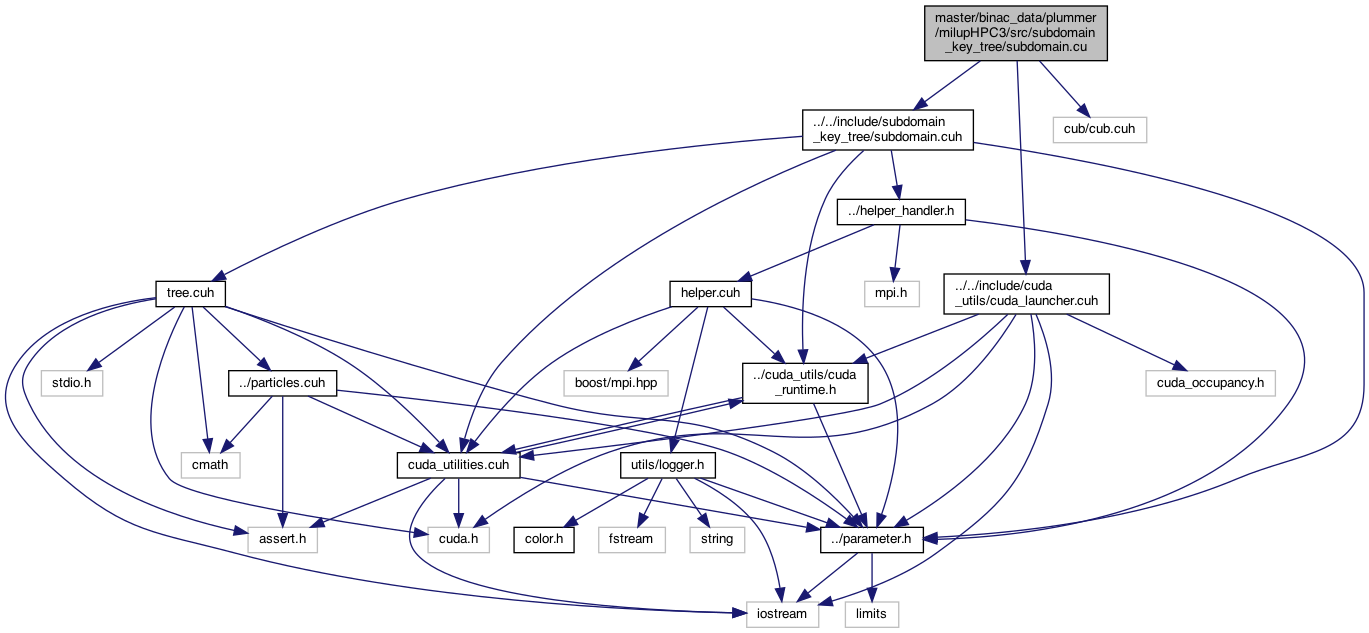 master/binac_data/plummer
/milupHPC3/src/subdomain
_key_tree/subdomain.cu
../../include/subdomain
_key_tree/subdomain.cuh
cub/cub.cuh
../helper_handler.h
tree.cuh
helper.cuh
mpi.h
../../include/cuda
_utils/cuda_launcher.cuh
stdio.h
../particles.cuh
boost/mpi.hpp
../cuda_utils/cuda
_runtime.h
cuda_occupancy.h
cmath
cuda_utilities.cuh
utils/logger.h
assert.h
cuda.h
color.h
fstream
string
../parameter.h
iostream
limits